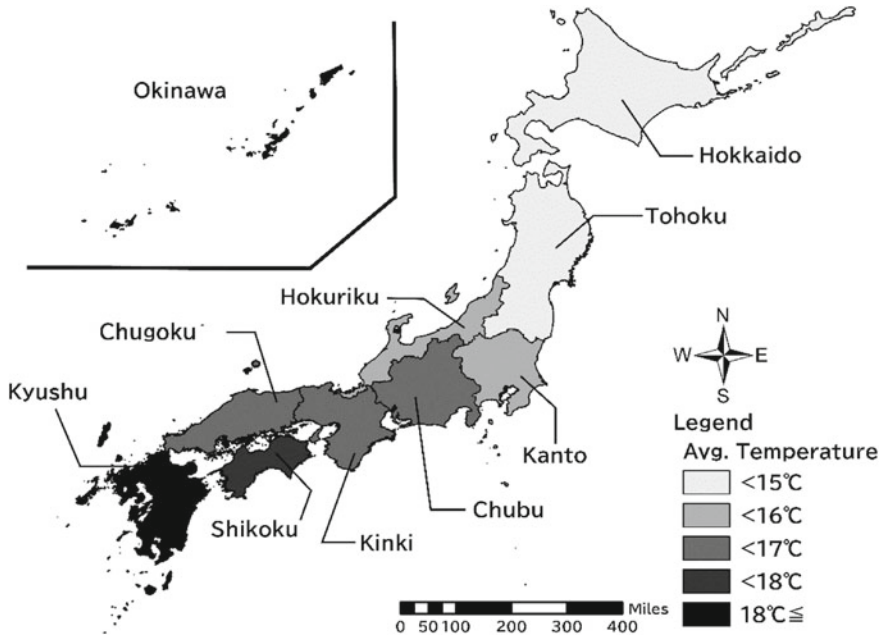 Okinawa
Hokkaido
Tohoku
Hokuriku
Chugoku
Kyushu
N
W E
S
Kanto
Chubu
Shikoku
Kinki
Legend
Avg. Temperature
<15℃
<16℃
<17℃
<18℃
18℃≦
Miles
0 50 100 200 300 400